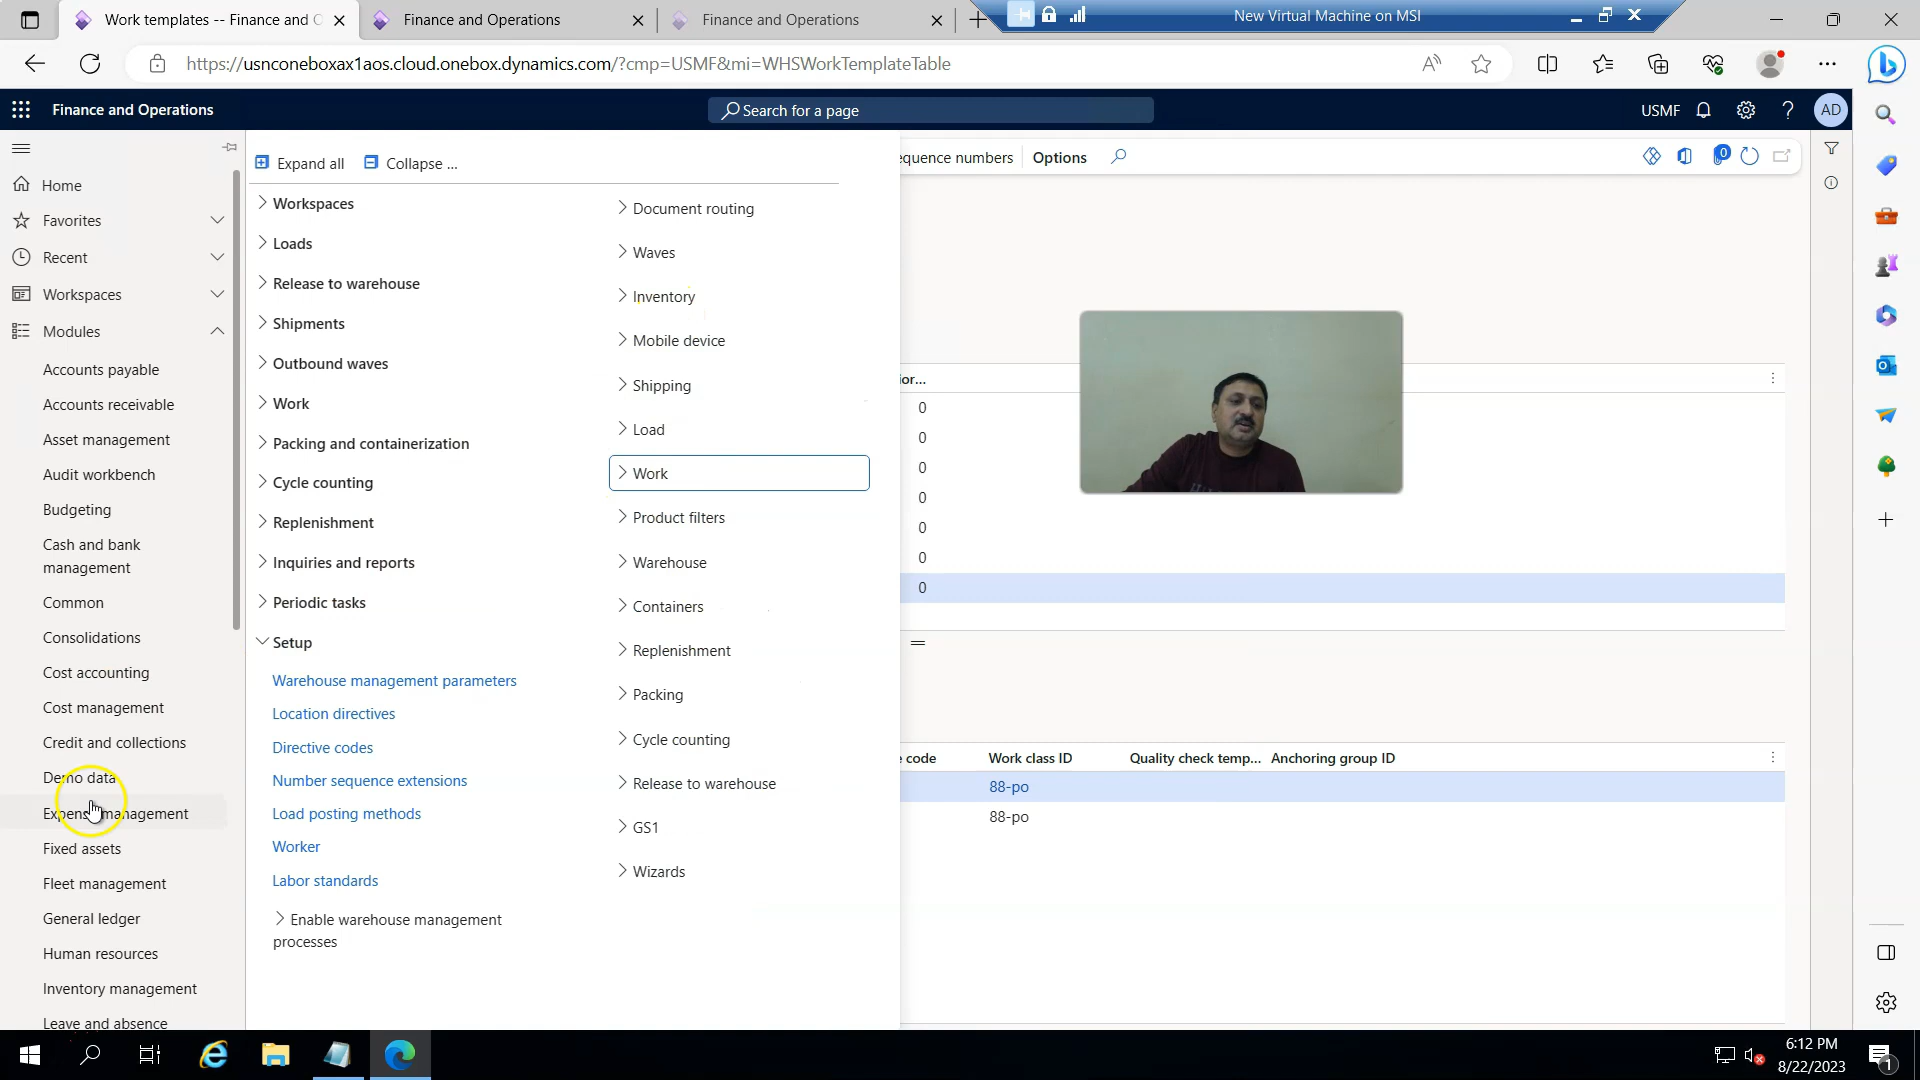 Work templates -- Finance and O
Finance and Operations
Finance and Operations
New Virtual Machine on MSI
https://usnconeboxax1aos.cloud.onebox.dynamics.com/?cmp=USMF&mi=WHSWorkTemplateTable
Finance and Operations
Search for a page
USMF
AD
Expand all
Collapse ...
equence numbers
Options
0
Home
Favorites
Recent
Workspaces
Modules
Accounts payable
Accounts receivable
Asset management
Audit workbench
Budgeting
Cash and bank
management
Common
Consolidations
Cost accounting
Cost management
Credit and collections
Demo data
Expense management
Fixed assets
Fleet management
General ledger
Human resources
Inventory management
Leave and absence
Workspaces
Loads
Release to warehouse
Shipments
Outbound waves
Work
Packing and containerization
Cycle counting
Replenishment
Inquiries and reports
Periodic tasks
Setup
Warehouse management parameters
Location directives
Directive codes
Number sequence extensions
Load posting methods
Worker
Labor standards
Enable warehouse management
processes
Document routing
Waves
Inventory
Mobile device
Shipping
Load
Work
Product filters
Warehouse
Containers
Replenishment
Packing
Cycle counting
Release to warehouse
GS1
Wizards
ior...
0
0
0
0
0
0
0
e code
Work class ID
Quality check temp...
Anchoring group ID
88-po
88-po
6:12 PM
8/22/2023
1